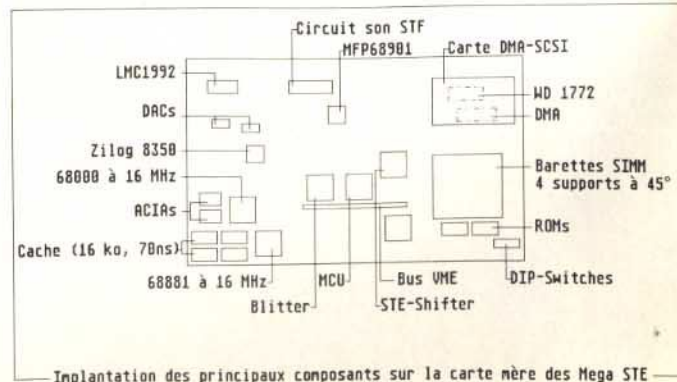 Circuit son STF
MFP68901
Carte DMA-SCSI
LMC1992
WD 1772
DACs
DMA
Zilog 8350
Barettes SIMM
4 supports à 45°
68000 à 16 MHz
ACIAs
ROMs
Cache (16 ko, 70ns)
68881 à 16 MHz
MCU
Bus VME
DIP-Switches
Blitter
STE-Shifter
Implantation des principaux composants sur la carte mère des Mega STE